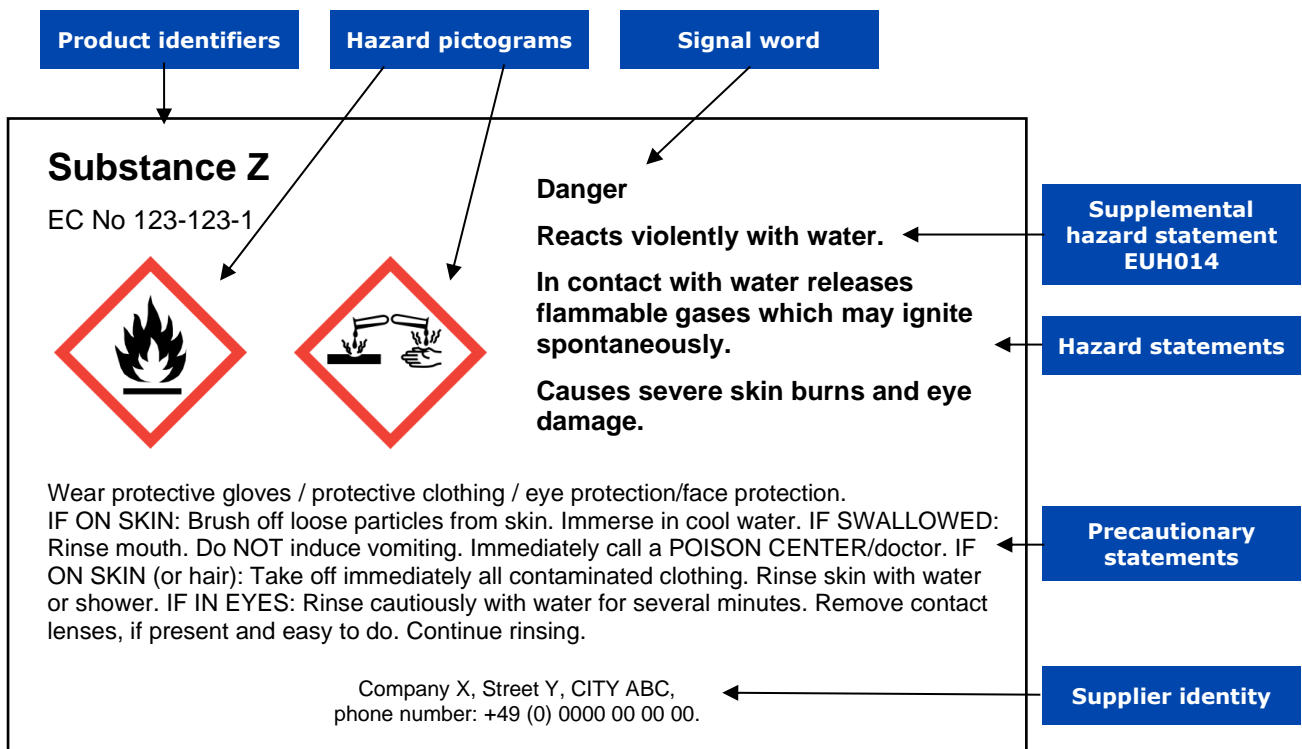 Product identifiers
Hazard pictograms
Signal word
Substance Z
EC No 123-123-1
Danger
Reacts violently with water.
In contact with water releases
flammable gases which may ignite
spontaneously.
Causes severe skin burns and eye
damage.
Supplemental
hazard statement
EUH014
Hazard statements
Wear protective gloves / protective clothing / eye protection/face protection.
IF ON SKIN: Brush off loose particles from skin. Immerse in cool water. IF SWALLOWED:
Rinse mouth. Do NOT induce vomiting. Immediately call a POISON CENTER/doctor. IF
ON SKIN (or hair): Take off immediately all contaminated clothing. Rinse skin with water
or shower. IF IN EYES: Rinse cautiously with water for several minutes. Remove contact
lenses, if present and easy to do. Continue rinsing.
Precautionary
statements
Company X, Street Y, CITY ABC,
phone number: +49 (0) 0000 00 00 00.
Supplier identity